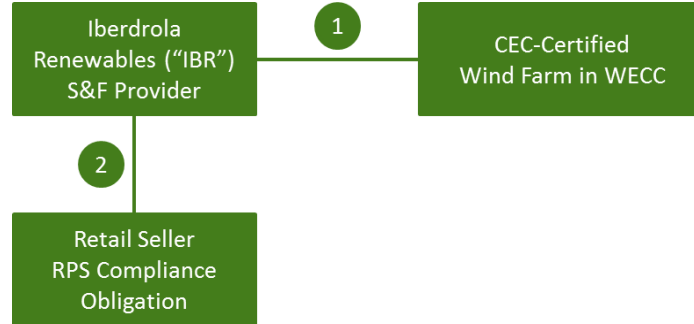 Iberdrola
Renewables (“IBR”)
S&F Provider
1
CEC-Certified
Wind Farm in WECC
2
Retail Seller
RPS Compliance
Obligation